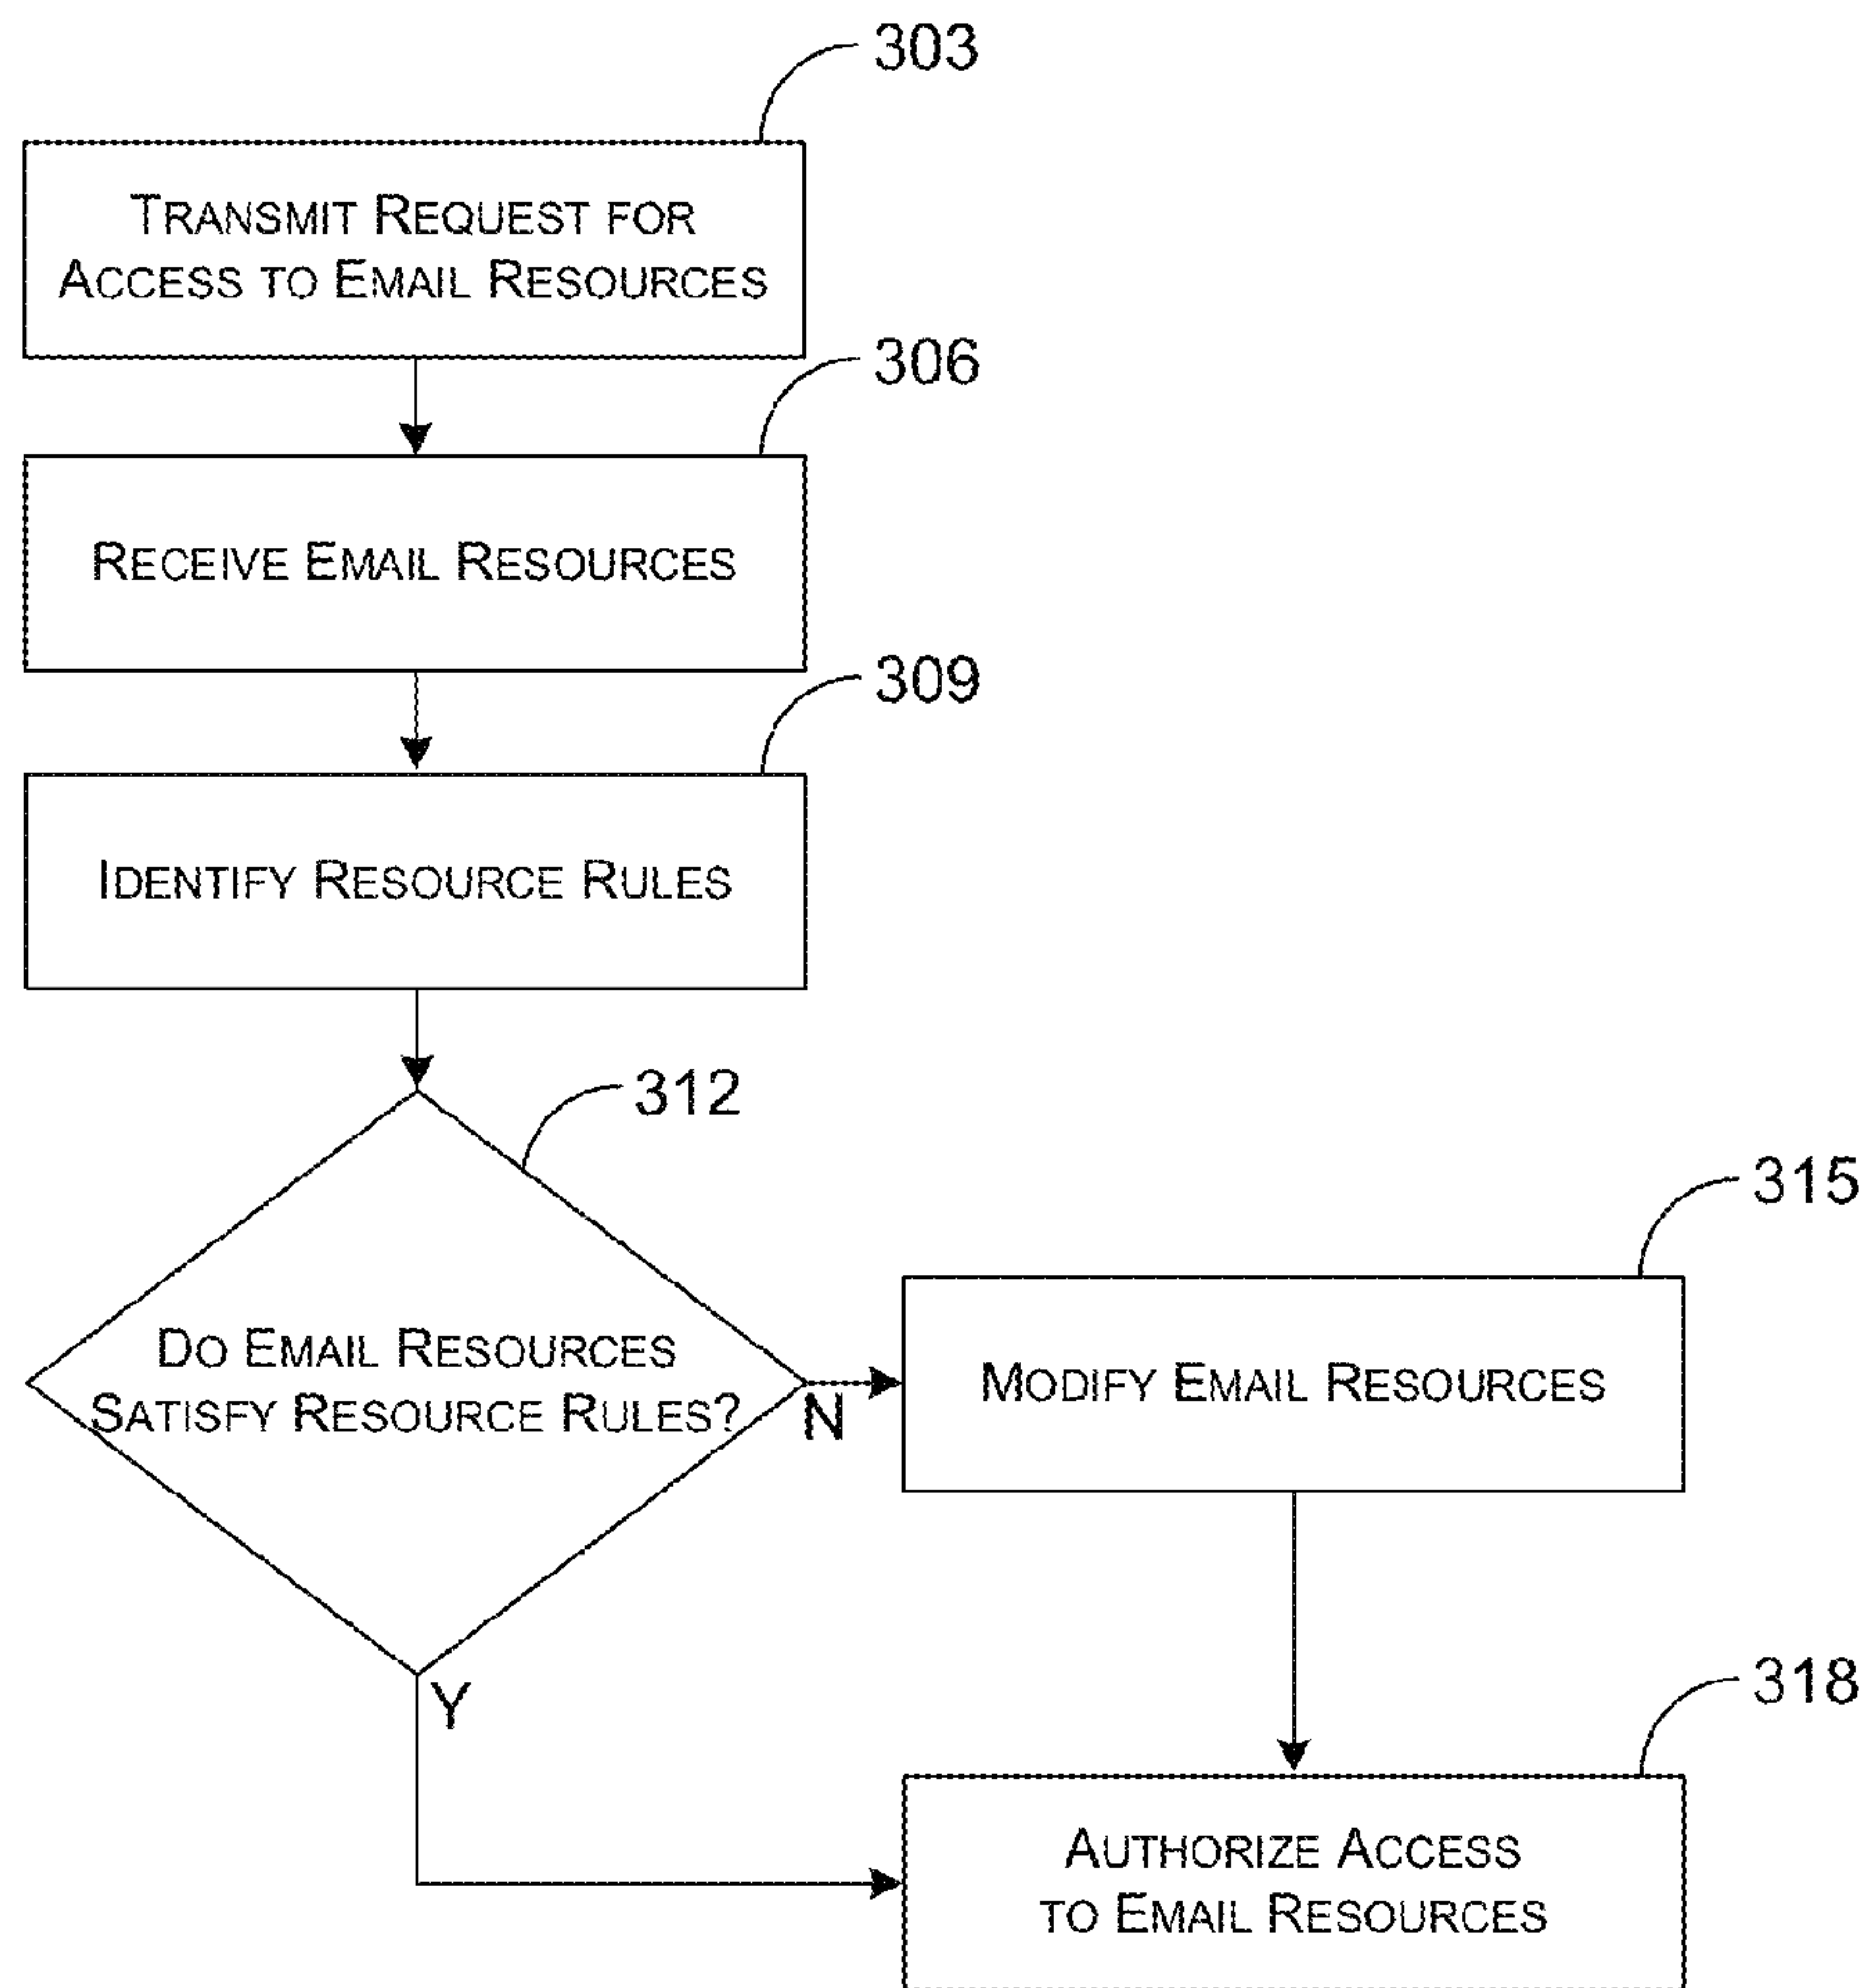 303
TRANSMIT REQUEST FOR
ACCESS TO EMAIL RESOURCES
306
RECEIVE EMAIL RESOURCES
309
IDENTIFY RESOURCE RULES
312
DO EMAIL RESOURCES
SATISFY RESOURCE RULES?
N
Y
315
MODIFY EMAIL RESOURCES
318
AUTHORIZE ACCESS
TO EMAIL RESOURCES